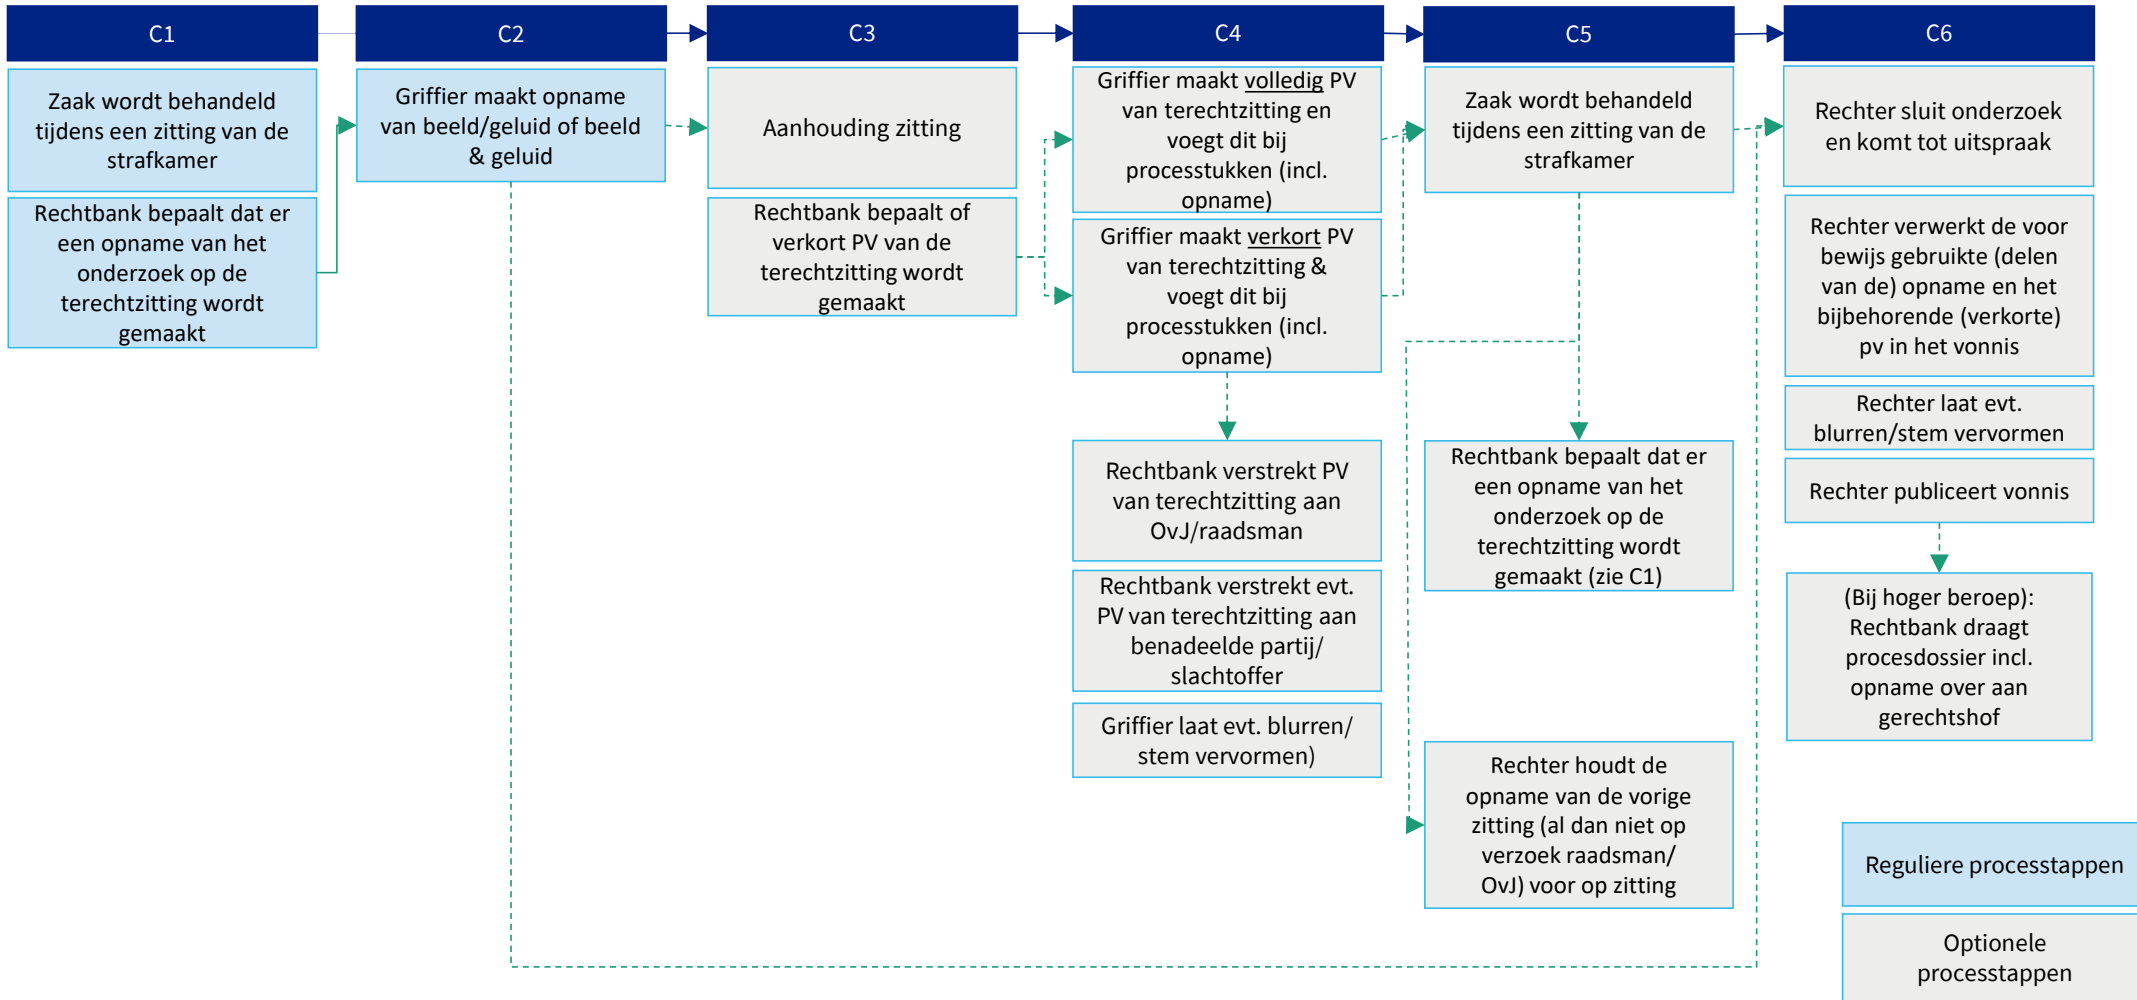 C1
Zaak wordt behandeld
tijdens een zitting van de
strafkamer
Rechtbank bepaalt dat er
een opname van het
onderzoek op de
terechtzitting wordt
gemaakt
C2
Griffier maakt opname
van beeld/geluid of beeld
& geluid
C3
Aanhouding zitting
Rechtbank bepaalt of
verkort PV van de
terechtzitting wordt
gemaakt
C4
Griffier maakt volledig PV
van terechtzitting en
voegt dit bij
processtukken (incl.
opname)
Griffier maakt verkort PV
van terechtzitting &
voegt dit bij
processtukken (incl.
opname)
Rechtbank verstrekt PV
van terechtzitting aan
OvJ/raadsman
Rechtbank verstrekt evt.
PV van terechtzitting aan
benadeelde partij/
slachtoffer
Griffier laat evt. blurren/
stem vervormen)
C5
Zaak wordt behandeld
tijdens een zitting van de
strafkamer
Rechtbank bepaalt dat er
een opname van het
onderzoek op de
terechtzitting wordt
gemaakt (zie C1)
Rechter houdt de
opname van de vorige
zitting (al dan niet op
verzoek raadsman/
OvJ) voor op zitting
C6
Rechter sluit onderzoek
en komt tot uitspraak
Rechter verwerkt de voor
bewijs gebruikte (delen
van de) opname en het
bijbehorende (verkorte)
pv in het vonnis
Rechter laat evt.
blurren/stem vervormen
Rechter publiceert vonnis
(Bij hoger beroep):
Rechtbank draagt
procesdossier incl.
opname over aan
gerechtshof
Reguliere processtappen
Optionele
processtappen